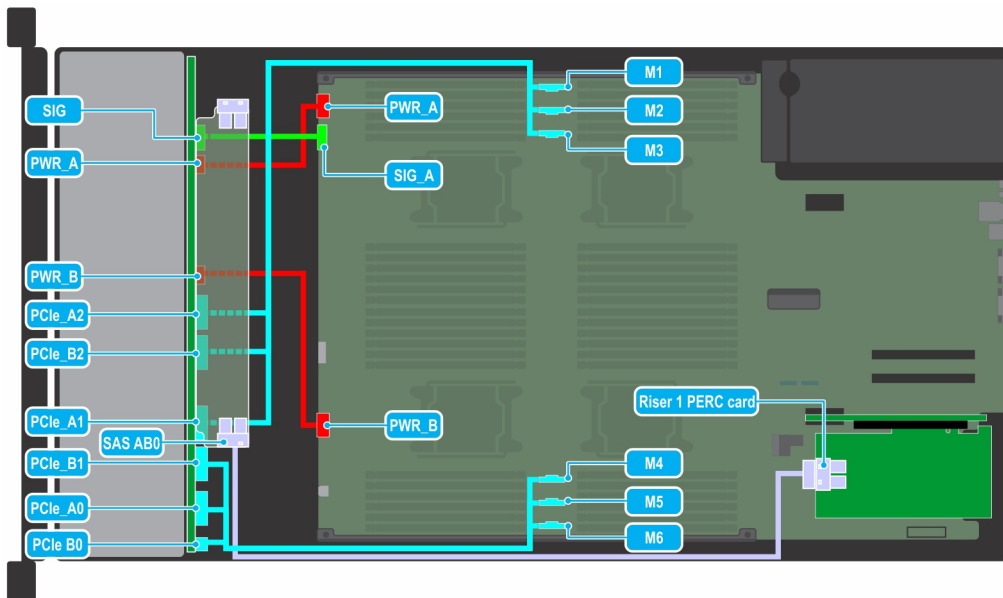 SIG
PWR_A
PWR_B
PCIe_A2
PCIe_B2
PCIe_A1
SAS AB0
PCIe_B1
PCIe_A0
PCIe B0
PWR_A
SIG_A
PWR_B
M1
M2
M3
M4
M5
M6
Riser 1 PERC card